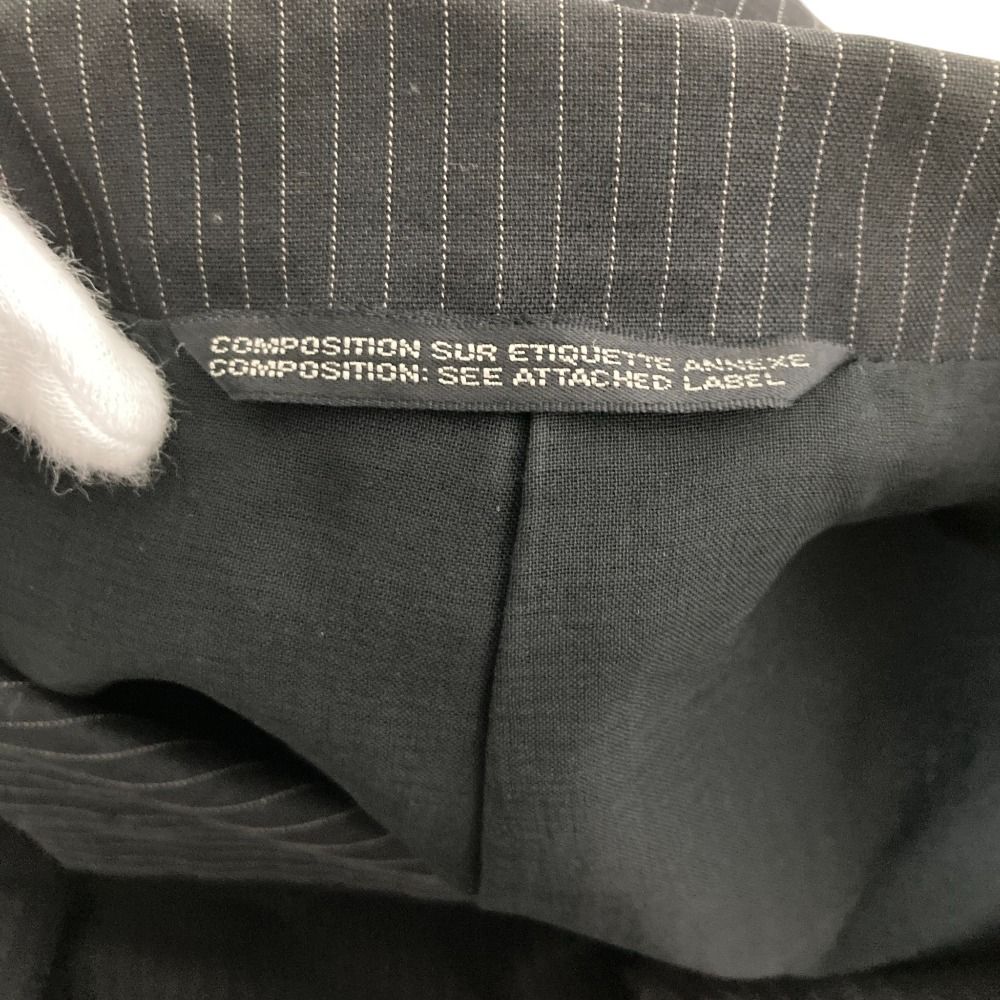 COMPOSITION SUR ETIQUETTE ANNEXE
COMPOSITION: SEE ATTACHED LABEL